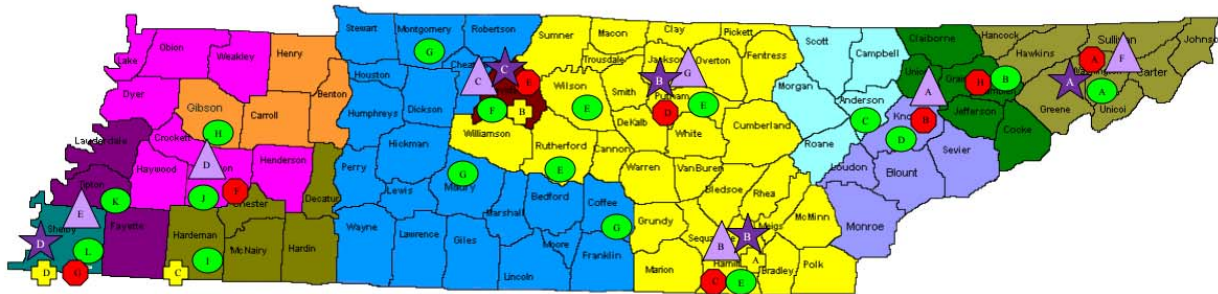 Stewart Montgomery Robertson Sumner Macon Clay Pickett Scott Claiborne Hancock Sullivan Johnson
Lake Obion Weakley Henry Trousdale Jackson Overton Fentress Campbell Hawkins
Houston G C C Wilson Smith B G Putnam Morgan Anderson Union A H B A F Carter
Dyer Gibson Carroll Benton Humphreys Dickson F B E E D E C B D Jefferson Greene A A Unicoi
Crockett H Williamson DeKalb White Cumberland Roane Cocke
Lauderdale Haywood D Henderson Hickman Rutherford Cannon Loudon Blount Sevier
Tipton K J F Chester Decatur Perry Lewis Maury G E Warren VanBuren Bledsoe Rhea
E Shelby D Fayette Hardeman McNairy Hardin Wayne Lawrence Giles Marshall Bedford Coffee G Grundy Sequatchie B B Meigs McMinn Monroe
L I Moore Franklin A Polk
D G C Lincoln Marion C E Hamilton Bradley